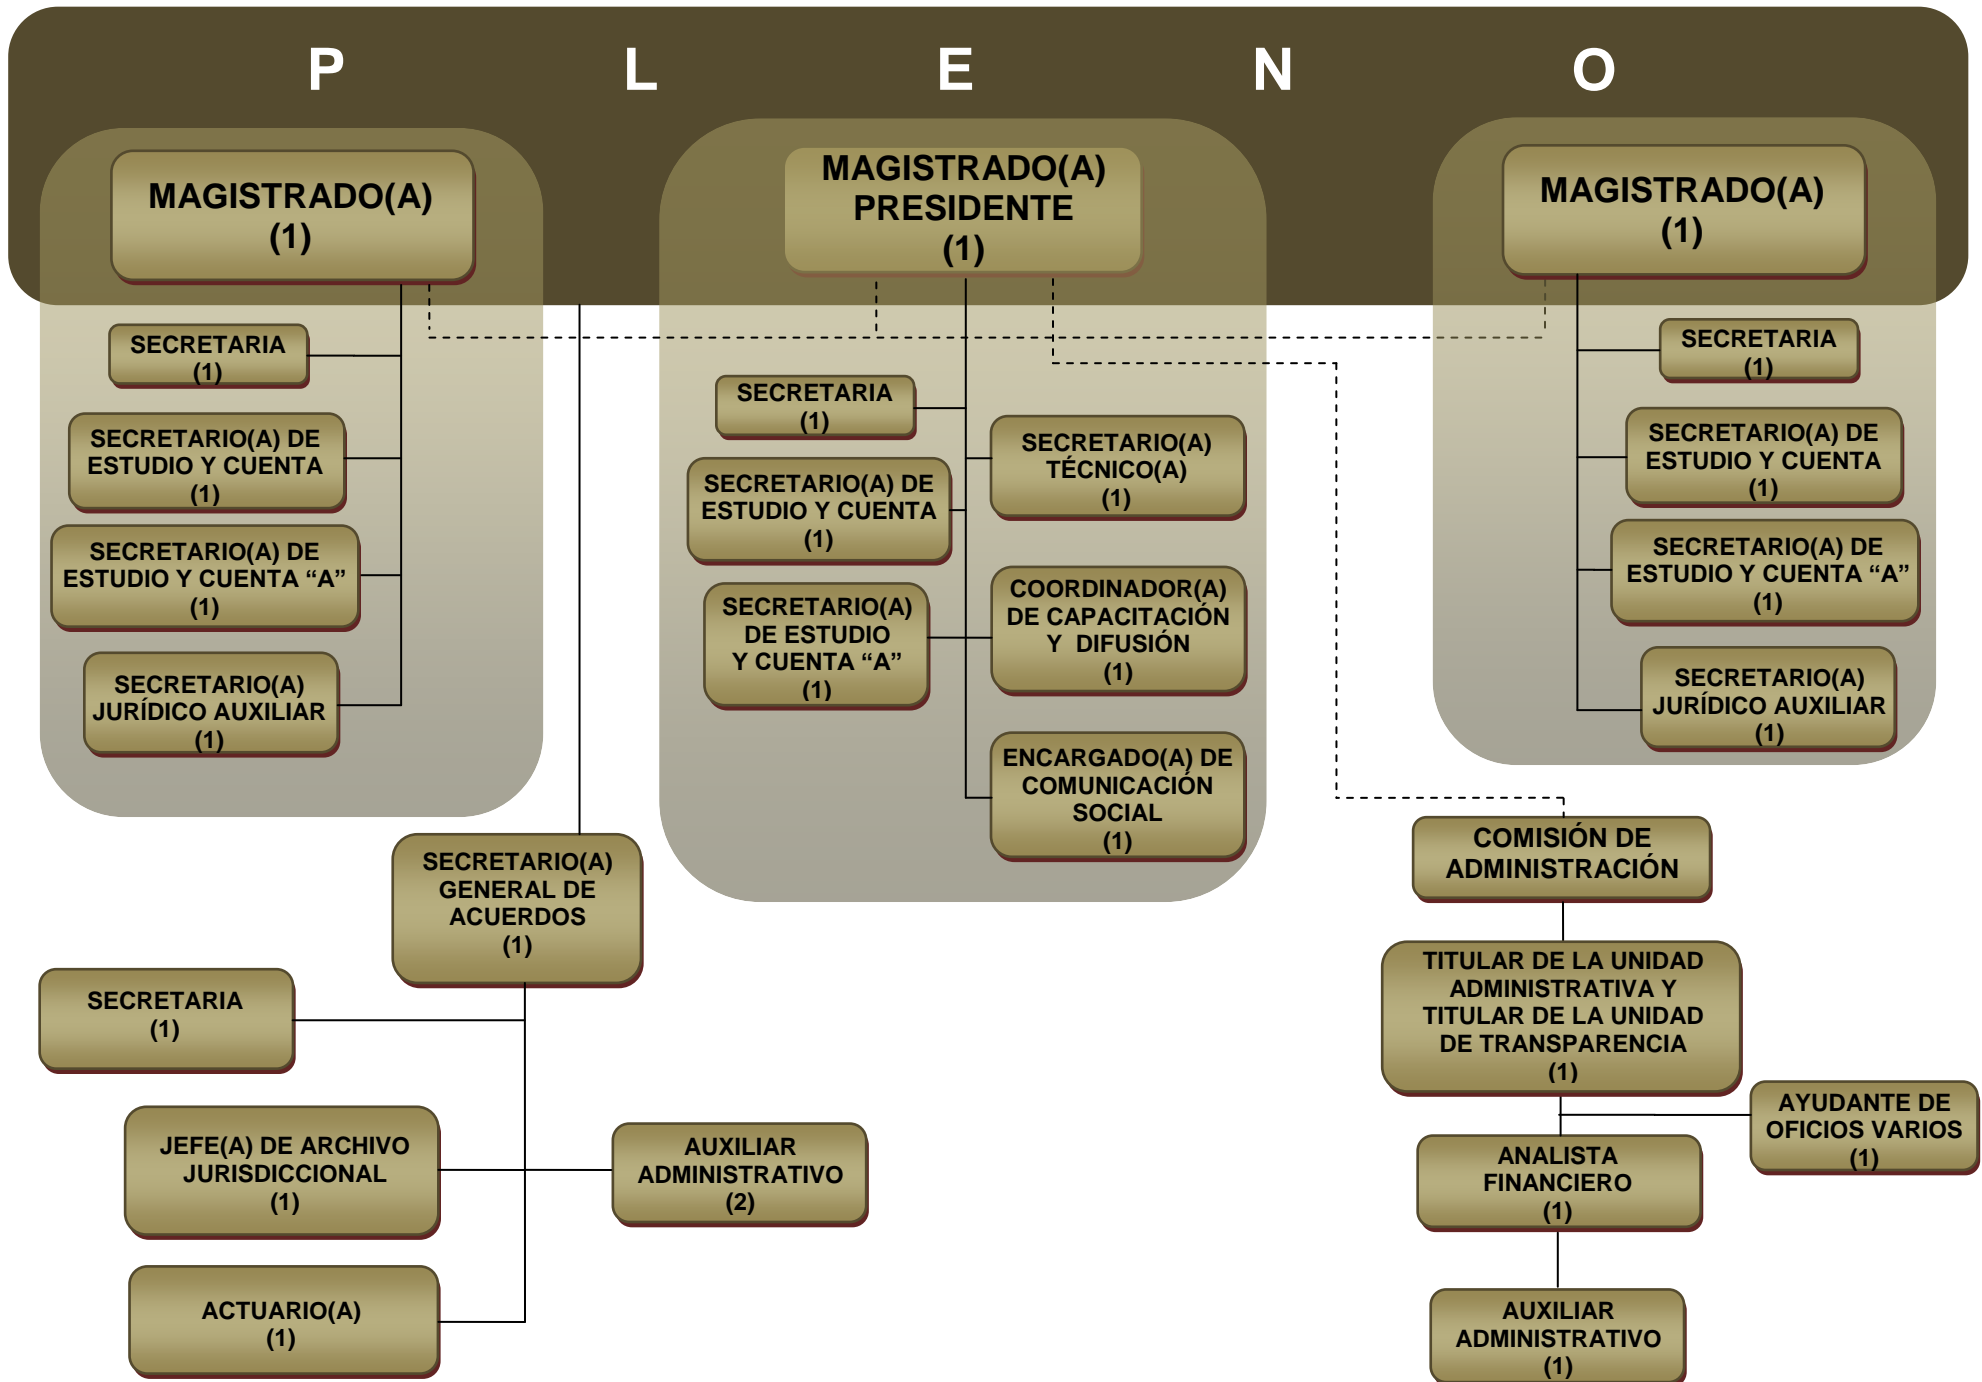 P L E N O
MAGISTRADO(A)
(1)
SECRETARIA
(1)
SECRETARIO(A) DE
ESTUDIO Y CUENTA
(1)
SECRETARIO(A) DE
ESTUDIO Y CUENTA “A”
(1)
SECRETARIO(A)
JURÍDICO AUXILIAR
(1)
MAGISTRADO(A)
PRESIDENTE
(1)
SECRETARIA
(1)
SECRETARIO(A) DE
ESTUDIO Y CUENTA
(1)
SECRETARIO(A)
DE ESTUDIO
Y CUENTA “A”
(1)
SECRETARIO(A)
TÉCNICO(A)
(1)
COORDINADOR(A)
DE CAPACITACIÓN
Y DIFUSIÓN
(1)
ENCARGADO(A) DE
COMUNICACIÓN
SOCIAL
(1)
MAGISTRADO(A)
(1)
SECRETARIA
(1)
SECRETARIO(A) DE
ESTUDIO Y CUENTA
(1)
SECRETARIO(A) DE
ESTUDIO Y CUENTA “A”
(1)
SECRETARIO(A)
JURÍDICO AUXILIAR
(1)
SECRETARIO(A)
GENERAL DE
ACUERDOS
(1)
SECRETARIA
(1)
JEFE(A) DE ARCHIVO
JURISDICCIONAL
(1)
AUXILIAR
ADMINISTRATIVO
(2)
ACTUARIO(A)
(1)
COMISIÓN DE
ADMINISTRACIÓN
TITULAR DE LA UNIDAD
ADMINISTRATIVA Y
TITULAR DE LA UNIDAD
DE TRANSPARENCIA
(1)
AYUDANTE DE
OFICIOS VARIOS
(1)
ANALISTA
FINANCIERO
(1)
AUXILIAR
ADMINISTRATIVO
(1)